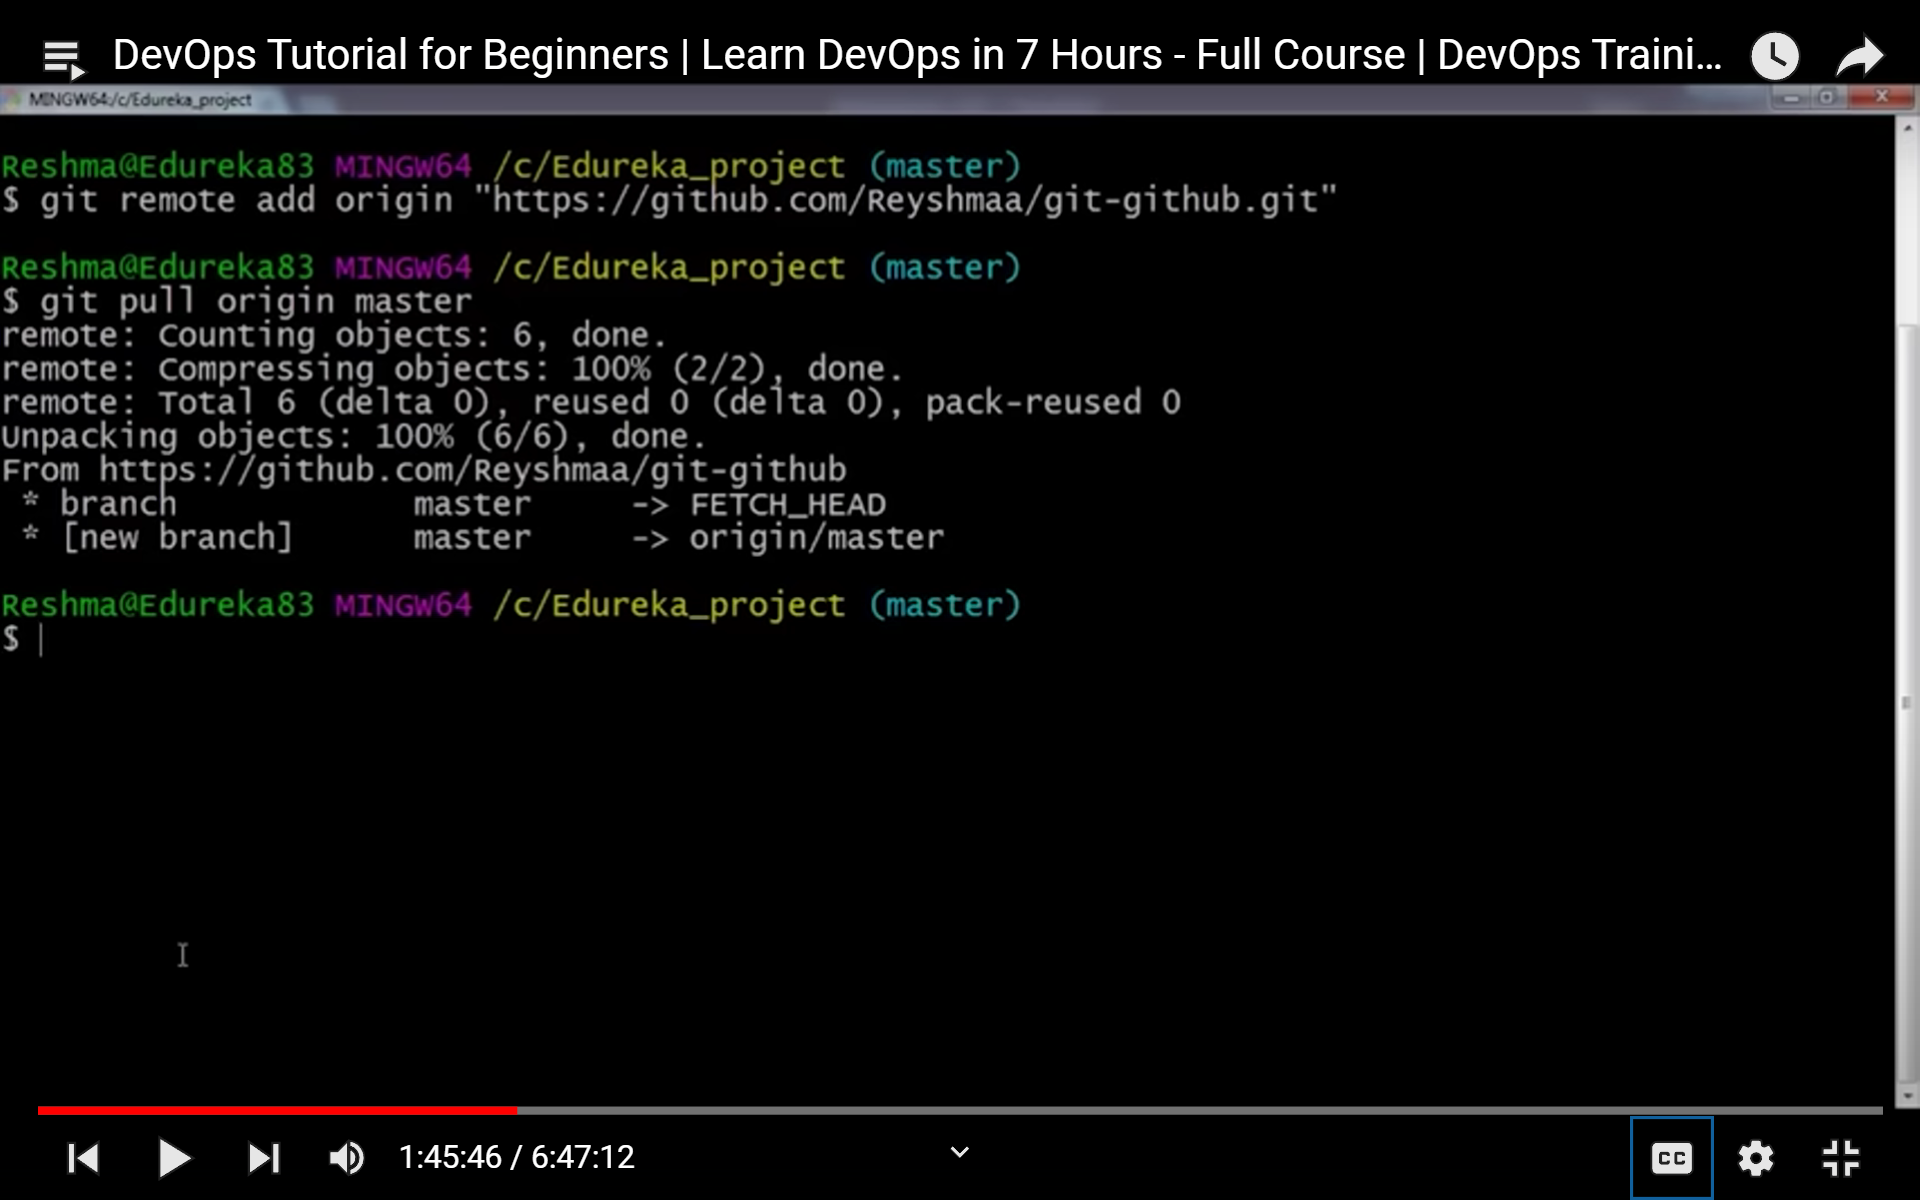 DevOps Tutorial for Beginners | Learn DevOps in 7 Hours - Full Course | DevOps Traini...
MINGW64:/c/Edureka_project
Reshma@Edureka83 MINGW64 /c/Edureka_project (master)
$ git remote add origin "https://github.com/Reyshmaa/git-github.git"
Reshma@Edureka83 MINGW64 /c/Edureka_project (master)
$ git pull origin master
remote: Counting objects: 6, done.
remote: Compressing objects: 100% (2/2), done.
remote: Total 6 (delta 0), reused 0 (delta 0), pack-reused 0
Unpacking objects: 100% (6/6), done.
From https://github.com/Reyshmaa/git-github
* branch master -> FETCH_HEAD
* [new branch] master -> origin/master
Reshma@Edureka83 MINGW64 /c/Edureka_project (master)
$
1:45:46 / 6:47:12
CC